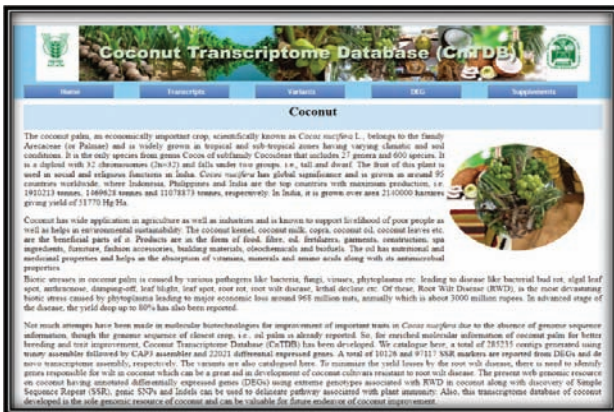 Coconut Transcriptome Database (CnTDB)
Home Transcripts Variants DEG Supplements
Coconut
The coconut palm, an economically important crop, scientifically known as Cocos nucifera L., belongs to the family
Arecaceae (or Palmae) and is widely grown in tropical and sub-tropical zones having varying climatic and soil
conditions. It is the only species from genus Cocos of subfamily Cocoideae that includes 27 genera and 600 species. It
is a diploid with 32 chromosomes (2n=32) and falls under two groups, i.e., tall and dwarf. The fruit of this plant is
used in social and religious functions in India. Cocos nucifera has global significance and is grown in around 95
countries worldwide, where Indonesia, Philippines and India are the top countries with maximum production, i.e.
tonnes, 1469628 tonnes and 11078873 tonnes, respectively. In India, it is grown over area 2140000 hectares
giving yield of 51770 Hg/Ha.
Coconut has wide application in agriculture as well as industries and is known to support livelihood of poor people as
well as helps in environmental sustainability. The coconut kernel, coconut milk, copra, coconut oil, coconut leaves etc.
are the beneficial parts of it. Products are in the form of food, fibre, oil, fertilizers, garments, construction, spa
ingredients, furniture, fashion accessories, building materials, oleochemicals and biofuels. The oil has nutritional and
medicinal properties and helps in the absorption of vitamins, minerals and amino acids along with its antimicrobial
properties.
Biotic stresses in coconut palm is caused by various pathogens like bacteria, fungi, viruses, phytoplasma etc. leading to disease like bacterial bud rot, algal leaf
spot, anthracnose, damping-off, leaf blight, leaf spot, root rot, root wilt disease, lethal decline etc. Of these, Root Wilt Disease (RWD), is the most devastating
biotic stress caused by phytoplasma leading to major economic loss around 968 million nuts, annually which is about 3000 million rupees. In advanced stage of
the disease, the yield drop up to 80% has also been reported.
Not much attempts have been made in molecular biotechnologies for improvement of important traits in Cocos nucifera due to the absence of genome sequence
information, though the genome sequence of closest crop, i.e., oil palm is already reported. So, for enriched molecular information of coconut palm for better
breeding and trait improvement, Coconut Transcriptome Database (CnTDB) has been developed. We catalogue here, a total of 285235 contigs generated using
trinity assembler followed by CAP3 assembler and 22021 differential expressed genes. A total of 10126 and 97117 SSR markers are reported from DEGs and de
novo transcriptome assembly, respectively. The variants are also catalogued here. To minimize the yield losses by the root wilt disease, there is need to identify
genes responsible for wilt in coconut which can be a great aid in development of coconut cultivars resistant to root wilt disease. The present web genomic resource
on coconut having annotated differentially expressed genes (DEGs) using extreme genotypes associated with RWD in coconut along with discovery of Simple
Sequence Repeat (SSR), genic SNPs and Indels can be used to delineate pathway associated with plant immunity. Also, this transcriptome database of coconut
developed is the sole genomic resource of coconut and can be valuable for future endeavor of coconut improvement.